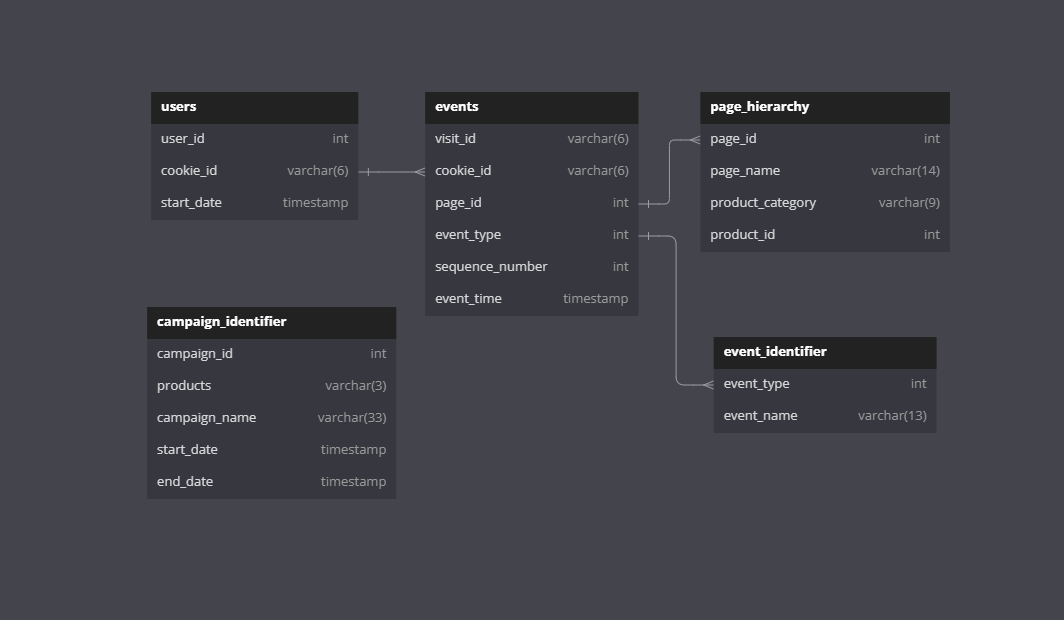 users
user_id int
cookie_id varchar(6)
start_date timestamp
events
visit_id varchar(6)
cookie_id varchar(6)
page_id int
event_type int
sequence_number int
event_time timestamp
page_hierarchy
page_id int
page_name varchar(14)
product_category varchar(9)
product_id int
campaign_identifier
campaign_id int
products varchar(3)
campaign_name varchar(33)
start_date timestamp
end_date timestamp
event_identifier
event_type int
event_name varchar(13)